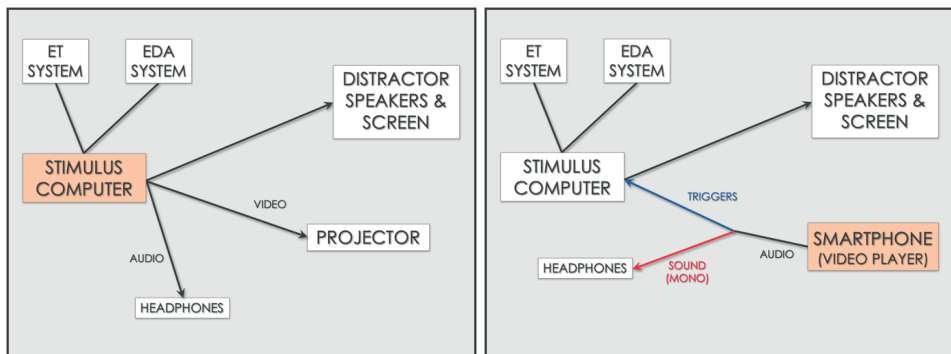 ET
SYSTEM
EDA
SYSTEM
DISTRACTOR
SPEAKERS &
SCREEN
STIMULUS
COMPUTER
VIDEO
PROJECTOR
AUDIO
HEADPHONES
ET
SYSTEM
EDA
SYSTEM
DISTRACTOR
SPEAKERS &
SCREEN
STIMULUS
COMPUTER
TRIGGERS
SMARTPHONE
(VIDEO PLAYER)
AUDIO
HEADPHONES
SOUND
(MONO)